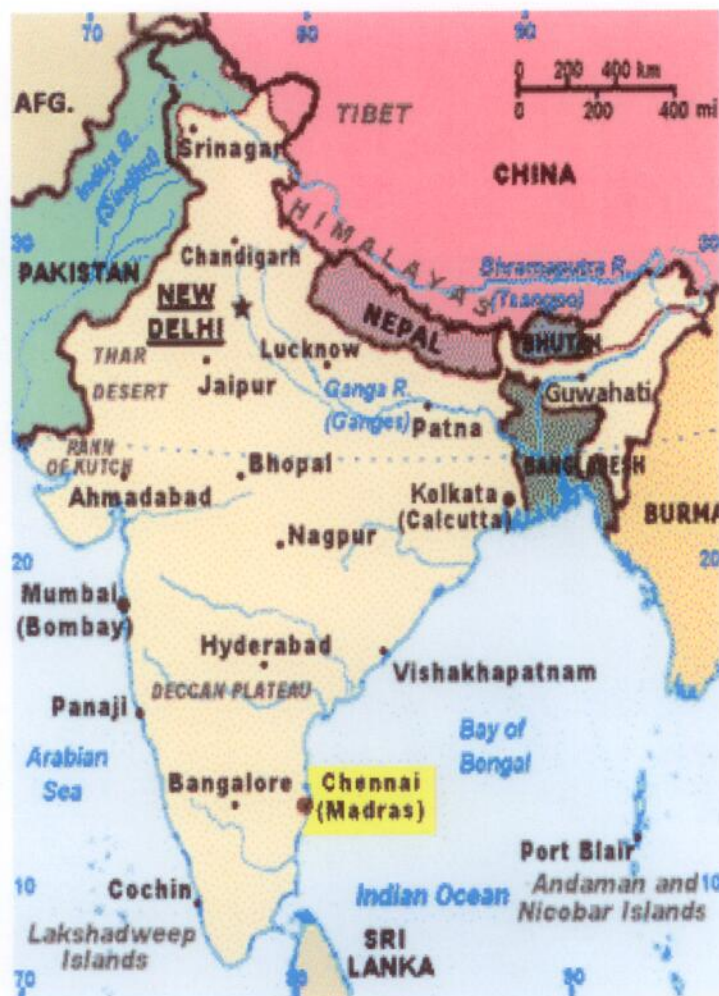 70
80
90
AFG.
0 200 400 km
0 200 400 mi
TIBET
Srinagar
Indus R.
CHINA
HIMALAYAS
30
30
Chandigarh
PAKISTAN
Bhramaputra R.
(Tsangpo)
NEW
DELHI
NEPAL
BHUTAN
THAR
DESERT
Lucknow
Jaipur
Ganga R.
(Ganges)
Guwahati
Patna
RANN
OF KUTCH
Bhopal
BANGLADESH
Ahmadabad
Kolkata
(Calcutta)
BURMA
Nagpur
20
20
Mumbai
(Bombay)
Hyderabad
Vishakhapatnam
DECCAN PLATEAU
Panaji
Bay of
Bengal
Arabian
Sea
Bangalore
Chennai
(Madras)
Port Blair
10
Cochin
Indian Ocean
Andaman and
Nicobar Islands
10
Lakshadweep
Islands
SRI
LANKA
70
80
90